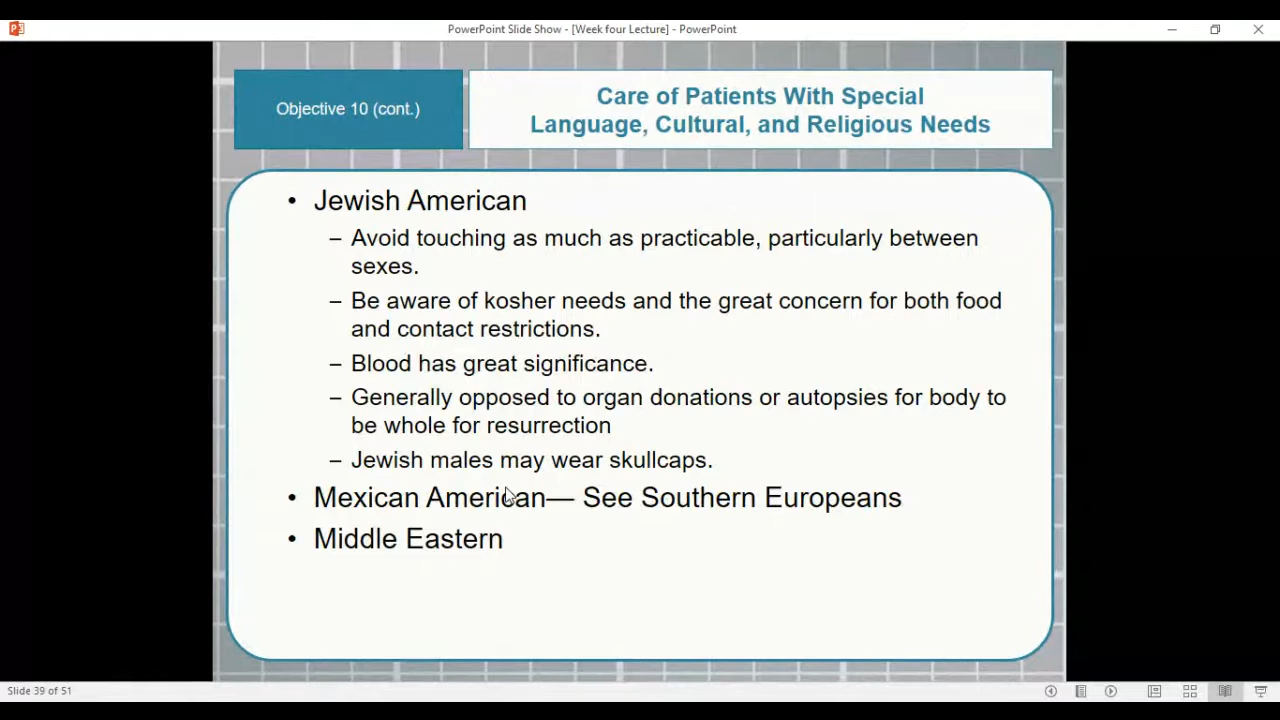 PowerPoint Slide Show - [Week four Lecture] - PowerPoint
Objective 10 (cont.)
Care of Patients With Special
Language, Cultural, and Religious Needs
• Jewish American
– Avoid touching as much as practicable, particularly between
sexes.
– Be aware of kosher needs and the great concern for both food
and contact restrictions.
– Blood has great significance.
– Generally opposed to organ donations or autopsies for body to
be whole for resurrection
– Jewish males may wear skullcaps.
• Mexican American— See Southern Europeans
• Middle Eastern
Slide 39 of 51